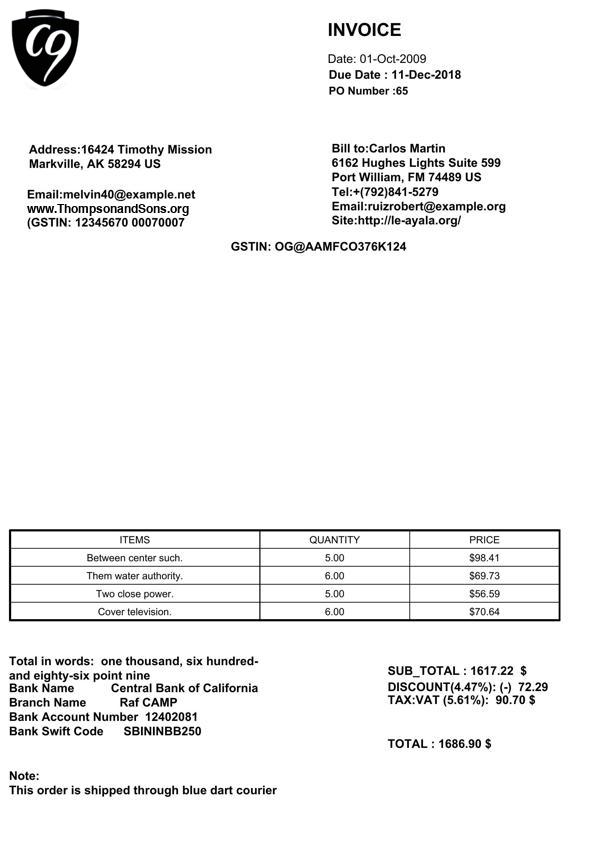 C9
INVOICE
Date: 01-Oct-2009
Due Date : 11-Dec-2018
PO Number :65
Address:16424 Timothy Mission
Markville, AK 58294 US
Email:melvin40@example.net
www.ThompsonandSons.org
(GSTIN: 12345670 00070007
Bill to:Carlos Martin
6162 Hughes Lights Suite 599
Port William, FM 74489 US
Tel:+(792)841-5279
Email:ruizrobert@example.org
Site:http://le-ayala.org/
GSTIN: OG@AAMFCO376K124
ITEMS QUANTITY PRICE
Between center such. 5.00 $98.41
Them water authority. 6.00 $69.73
Two close power. 5.00 $56.59
Cover television. 6.00 $70.64
Total in words: one thousand, six hundred-
and eighty-six point nine
Bank Name Central Bank of California
Branch Name Raf CAMP
Bank Account Number 12402081
Bank Swift Code SBININBB250
SUB_TOTAL : 1617.22 $
DISCOUNT(4.47%): (-) 72.29
TAX:VAT (5.61%): 90.70 $
TOTAL : 1686.90 $
Note:
This order is shipped through blue dart courier